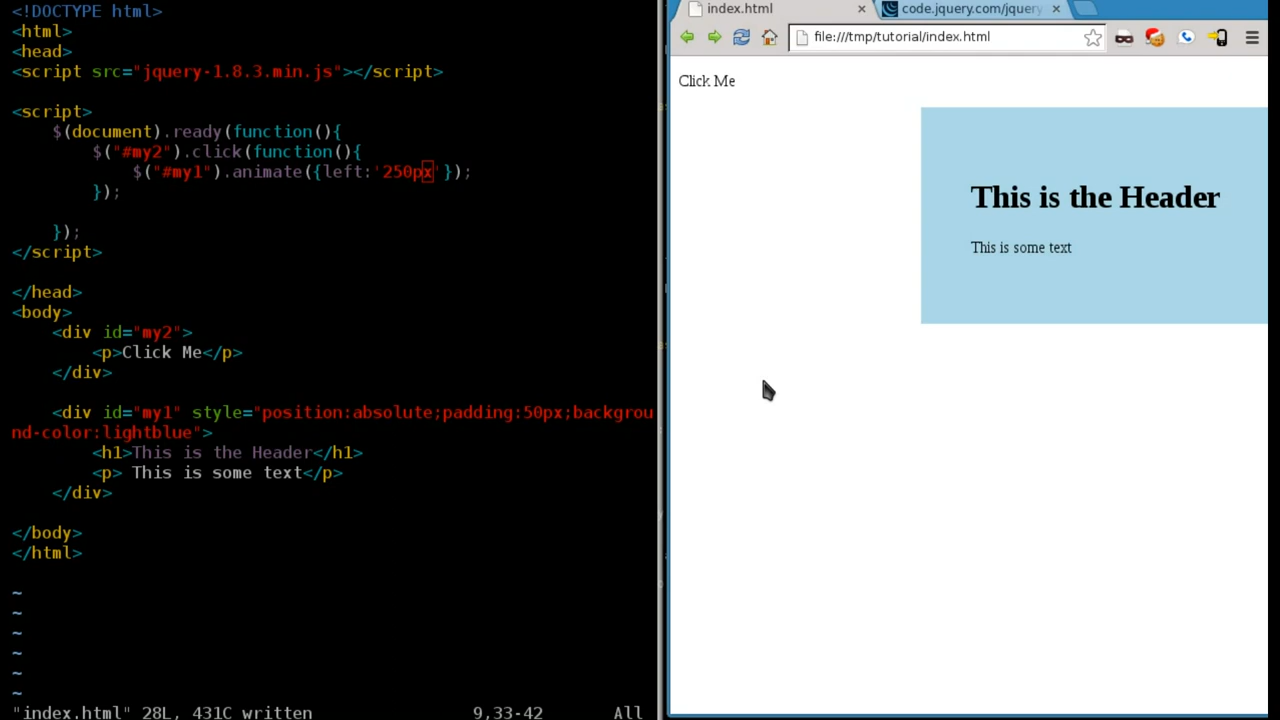 <!DOCTYPE html>
<html>
<head>
<script src="jquery-1.8.3.min.js"></script>
<script>
$(document).ready(function(){
$("#my2").click(function(){
$("#my1").animate({left:'250px'});
});
});
</script>
</head>
<body>
<div id="my2">
<p>Click Me</p>
</div>
<div id="my1" style="position:absolute;padding:50px;backgrou
nd-color:lightblue">
<h1>This is the Header</h1>
<p> This is some text</p>
</div>
</body>
</html>
~
~
~
~
~
~
"index.html" 28L, 431C written 9,33-42 All
index.html code.jquery.com/jquery
file:///tmp/tutorial/index.html
Click Me
This is the Header
This is some text